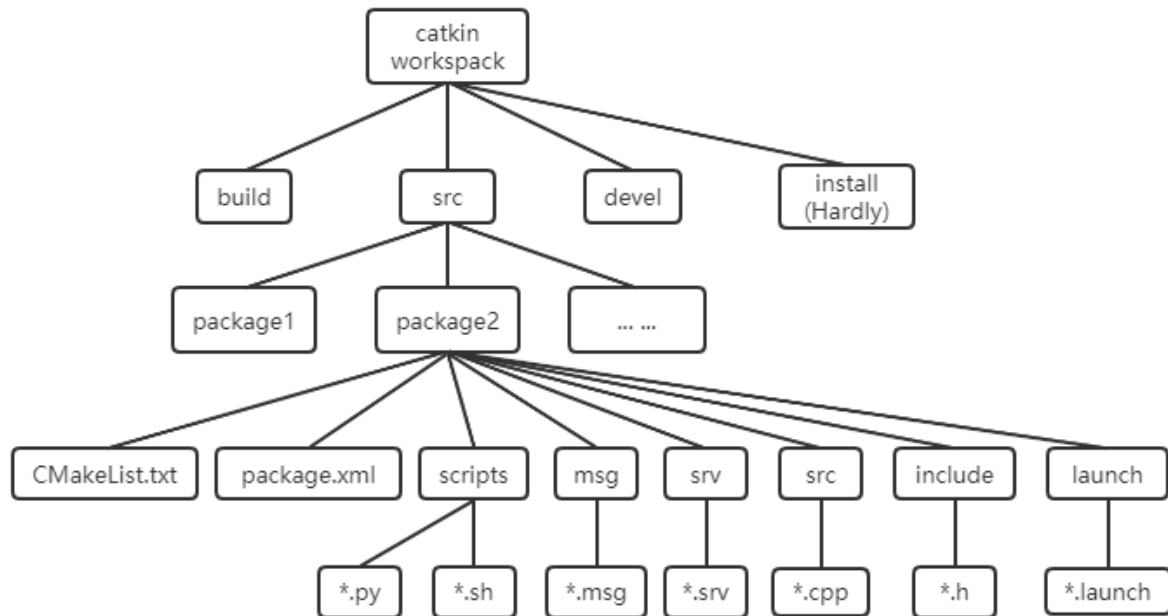 catkin
workspack
build
src
devel
install
(Hardly)
package1
package2
... ...
CMakeList.txt
package.xml
scripts
msg
srv
src
include
launch
*.py
*.sh
*.msg
*.srv
*.cpp
*.h
*.launch